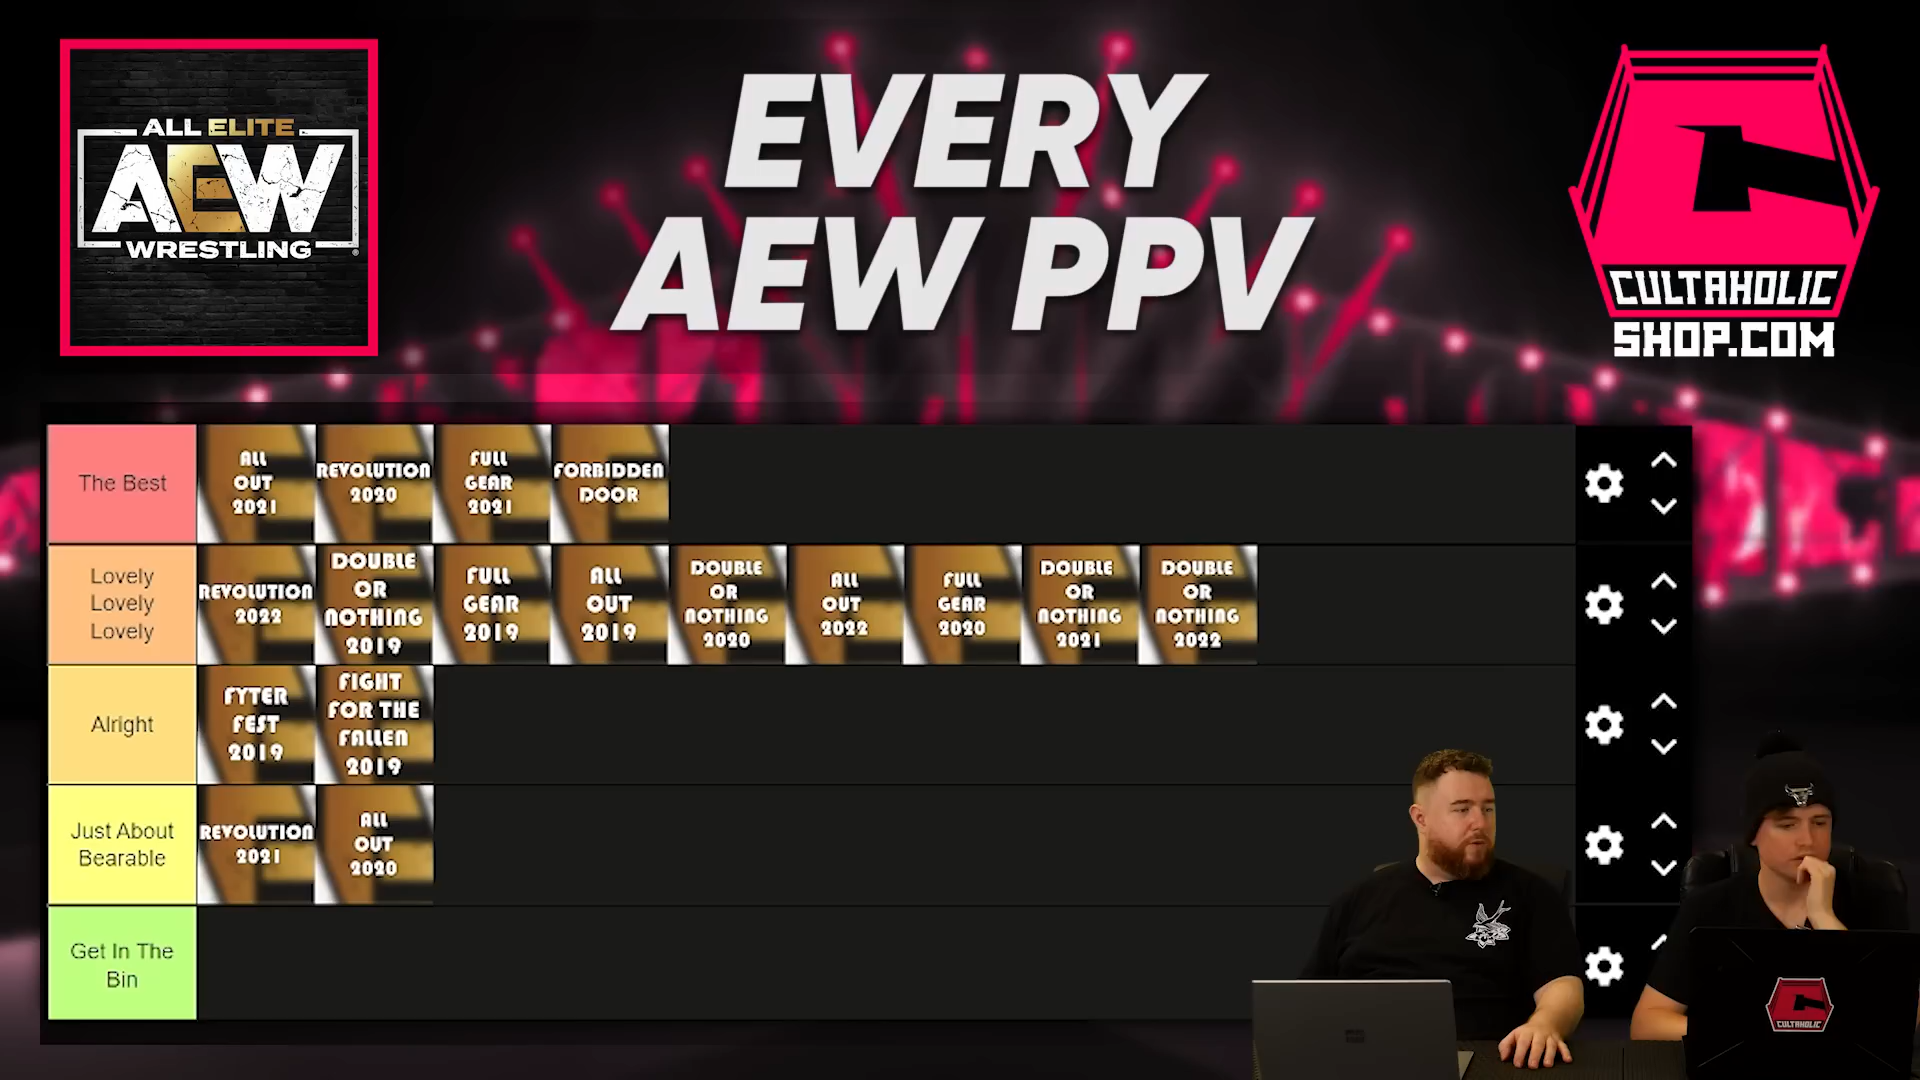 ALL ELITE
AEW
WRESTLING
EVERY
AEW PPV
CULTAHOLIC
SHOP.COM
The Best
ALL
OUT
2021
REVOLUTION
2020
FULL
GEAR
2021
FORBIDDEN
DOOR
Lovely
Lovely
Lovely
REVOLUTION
2022
DOUBLE
OR
NOTHING
2019
FULL
GEAR
2019
ALL
OUT
2019
DOUBLE
OR
NOTHING
2020
ALL
OUT
2022
FULL
GEAR
2020
DOUBLE
OR
NOTHING
2021
DOUBLE
OR
NOTHING
2022
Alright
FYTER
FEST
2019
FIGHT
FOR THE
FALLEN
2019
Just About
Bearable
REVOLUTION
2021
ALL
OUT
2020
Get In The
Bin
CULTAHOLIC